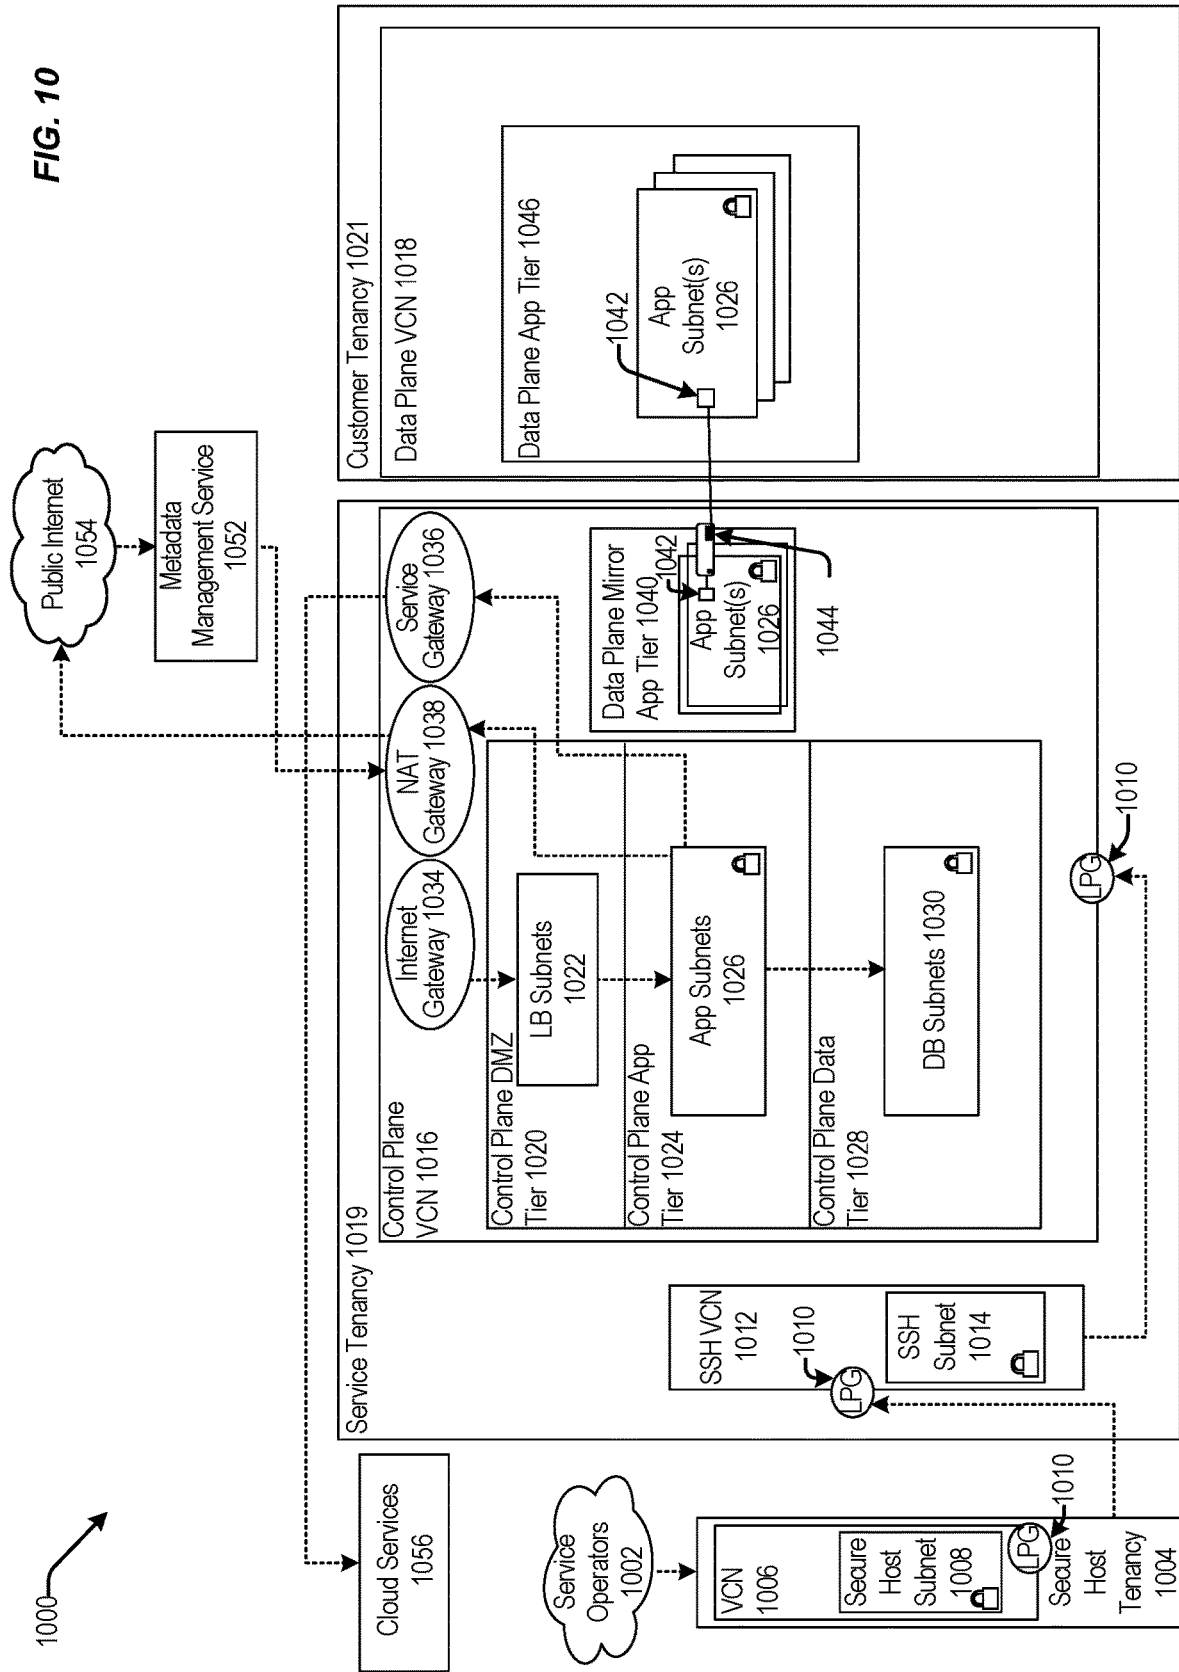 FIG. 10
1000
Public Internet
1054
Metadata
Management Service
1052
Cloud Services
1056
Service
Operators
1002
VCN
1006
Secure
Host
Subnet
1008
LPG
1010
Secure
Host
Tenancy
1004
Service Tenancy 1019
SSH VCN
1012
1010
LPG
SSH
Subnet
1014
Control Plane
VCN 1016
Internet
Gateway 1034
NAT
Gateway 1038
Service
Gateway 1036
Control Plane DMZ
Tier 1020
LB Subnets
1022
Control Plane App
Tier 1024
App Subnets
1026
Control Plane Data
Tier 1028
DB Subnets 1030
Data Plane Mirror
App Tier 1040
1042
App
Subnet(s)
1026
1044
LPG
1010
Customer Tenancy 1021
Data Plane VCN 1018
Data Plane App Tier 1046
1042
App
Subnet(s)
1026